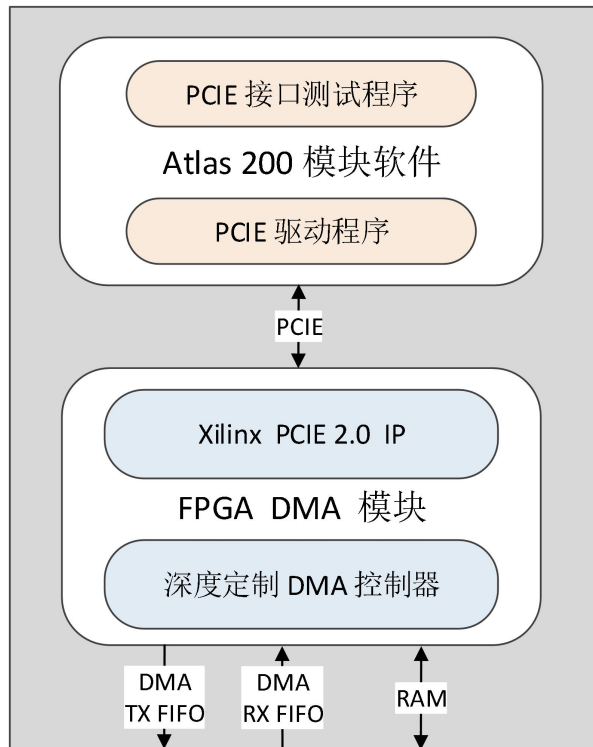 PCIE 接口测试程序
Atlas 200 模块软件
PCIE 驱动程序
PCIE
Xilinx PCIE 2.0 IP
FPGA DMA 模块
深度定制 DMA 控制器
DMA
TX FIFO
DMA
RX FIFO
RAM